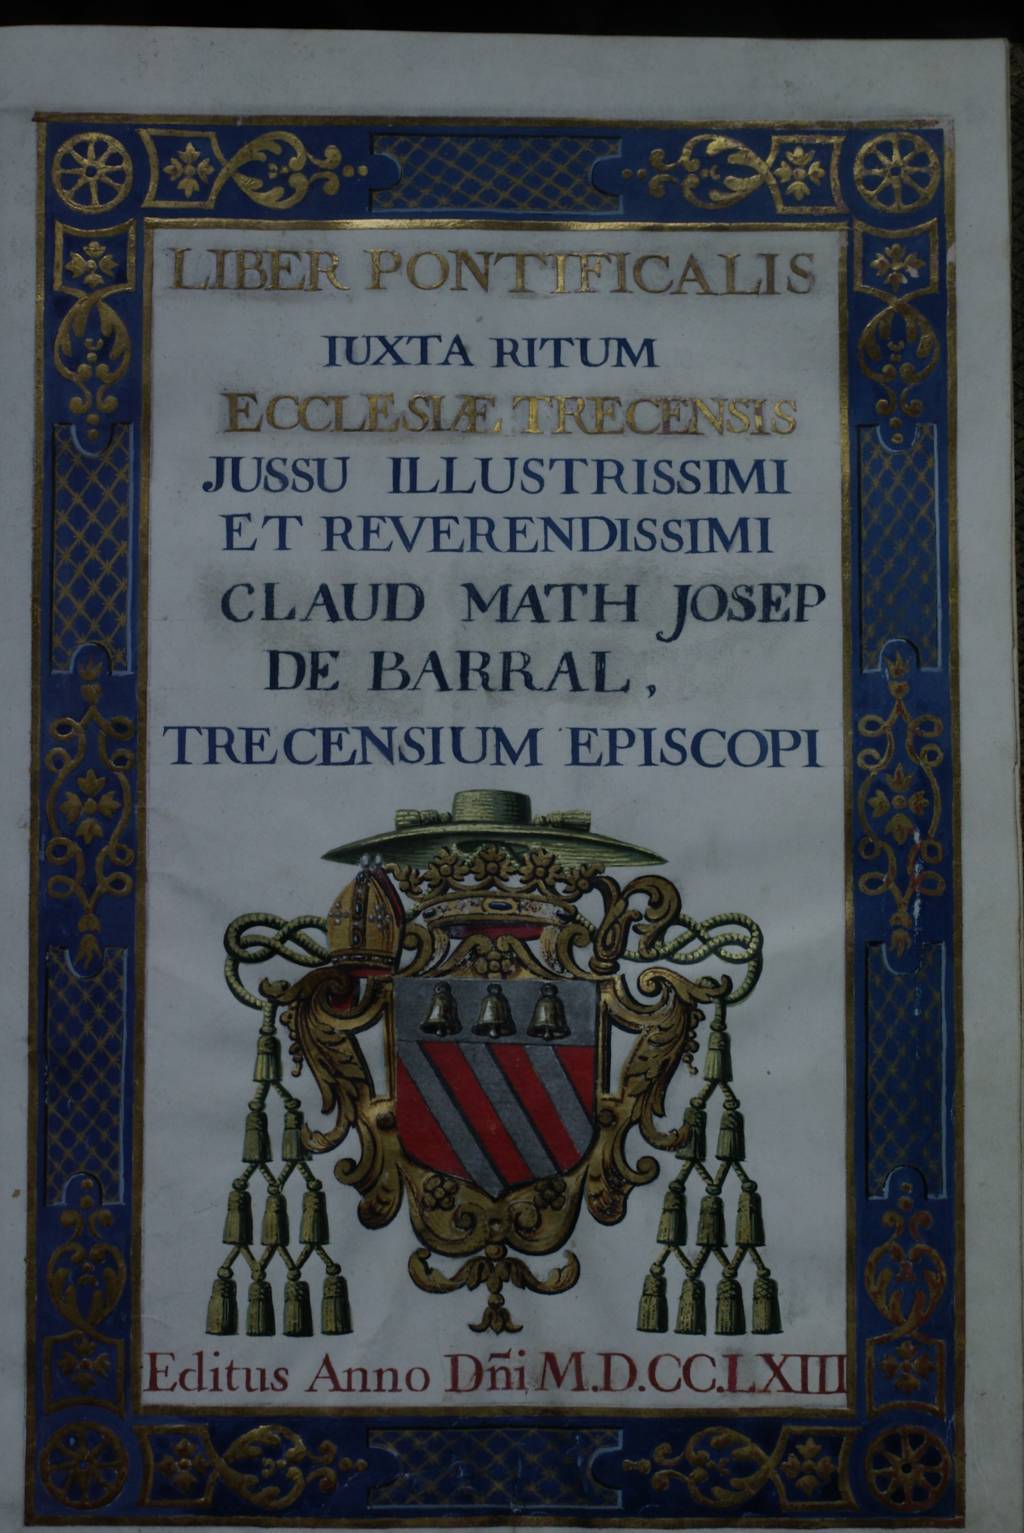 LIBER PONTIFICALIS
IUXTA RITUM
ECCLESIÆ TRECENSIS
JUSSU ILLUSTRISSIMI
ET REVERENDISSIMI
CLAUD MATH JOSEP
DE BARRAL,
TRECENSIUM EPISCOPI
Editus Anno Dñi M.D.CC.LXIII